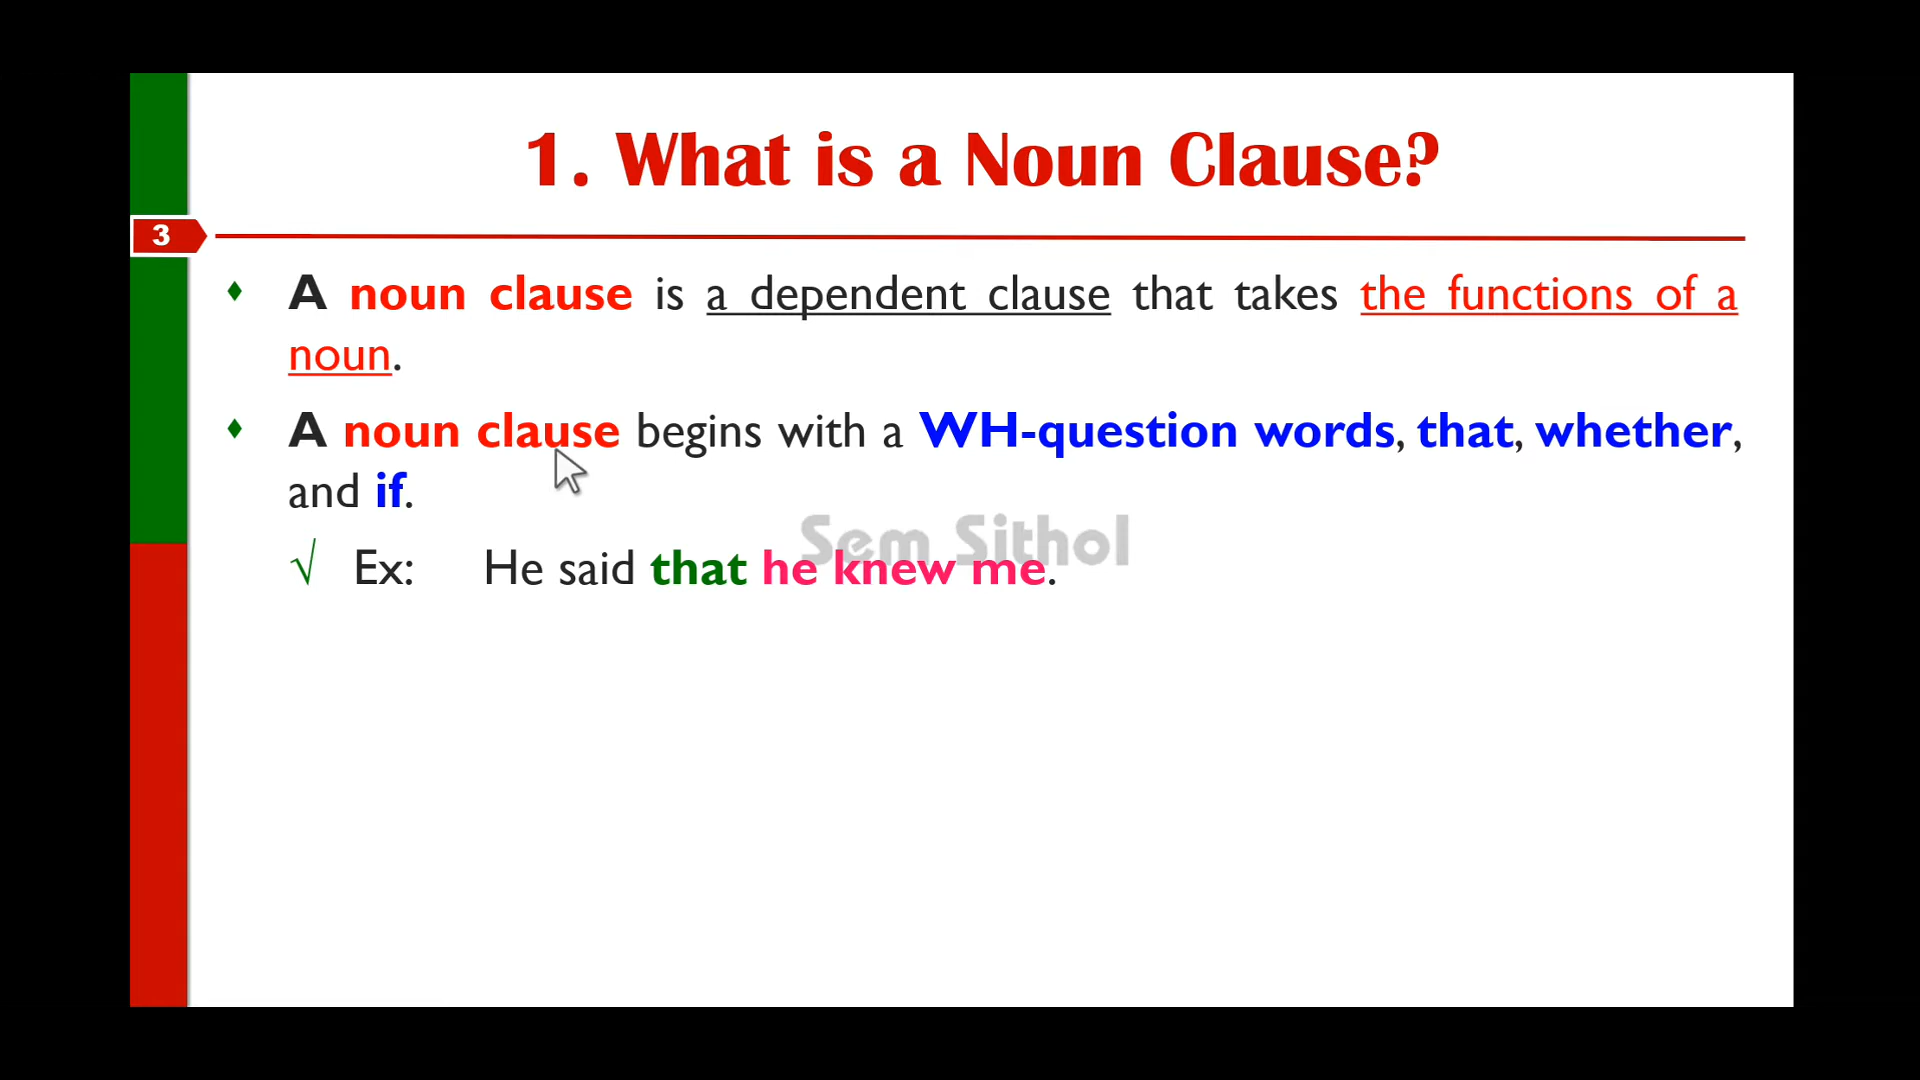 1. What is a Noun Clause?
3
A noun clause is a dependent clause that takes the functions of a
noun.
A noun clause begins with a WH-question words, that, whether,
and if.
Sem Sithol
√ Ex: He said that he knew me.